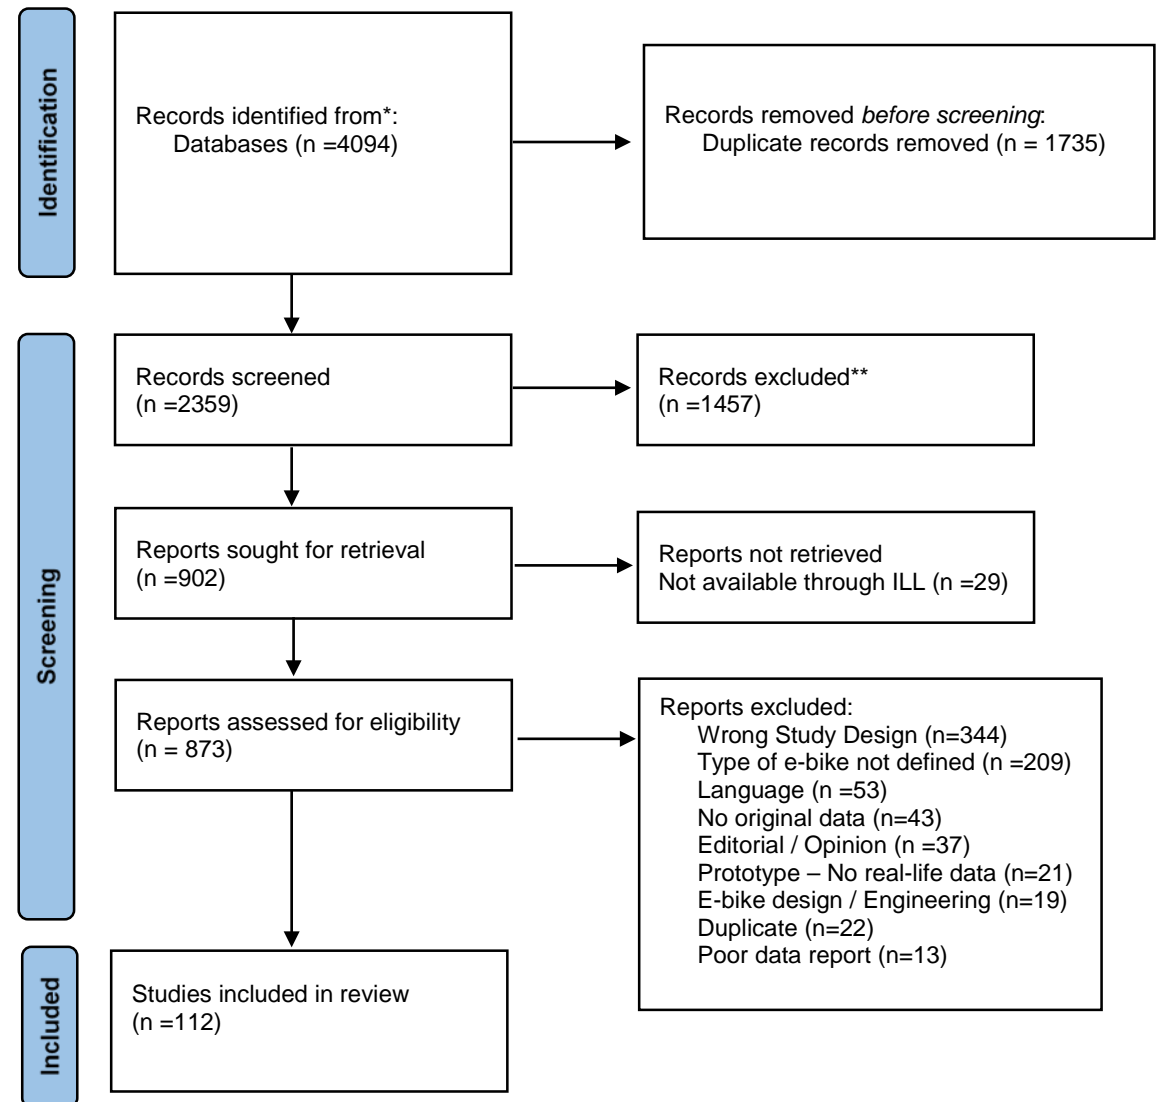 Identification
Records identified from*:
Databases (n =4094)
Records removed before screening:
Duplicate records removed (n = 1735)
Screening
Records screened
(n =2359)
Records excluded**
(n =1457)
Reports sought for retrieval
(n =902)
Reports not retrieved
Not available through ILL (n =29)
Reports assessed for eligibility
(n = 873)
Reports excluded:
Wrong Study Design (n=344)
Type of e-bike not defined (n =209)
Language (n =53)
No original data (n=43)
Editorial / Opinion (n =37)
Prototype – No real-life data (n=21)
E-bike design / Engineering (n=19)
Duplicate (n=22)
Poor data report (n=13)
Included
Studies included in review
(n =112)